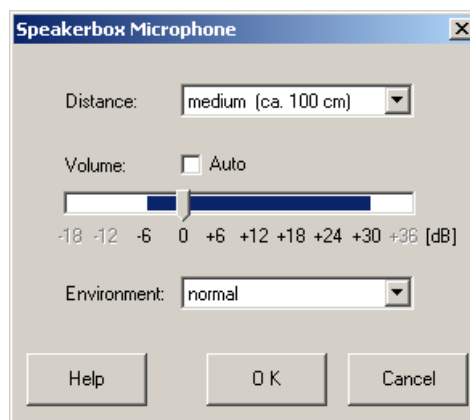 Speakerbox Microphone
Distance: medium (ca. 100 cm)
Volume: Auto
-18 -12 -6 0 +6 +12 +18 +24 +30 +36 [dB]
Environment: normal
Help O K Cancel